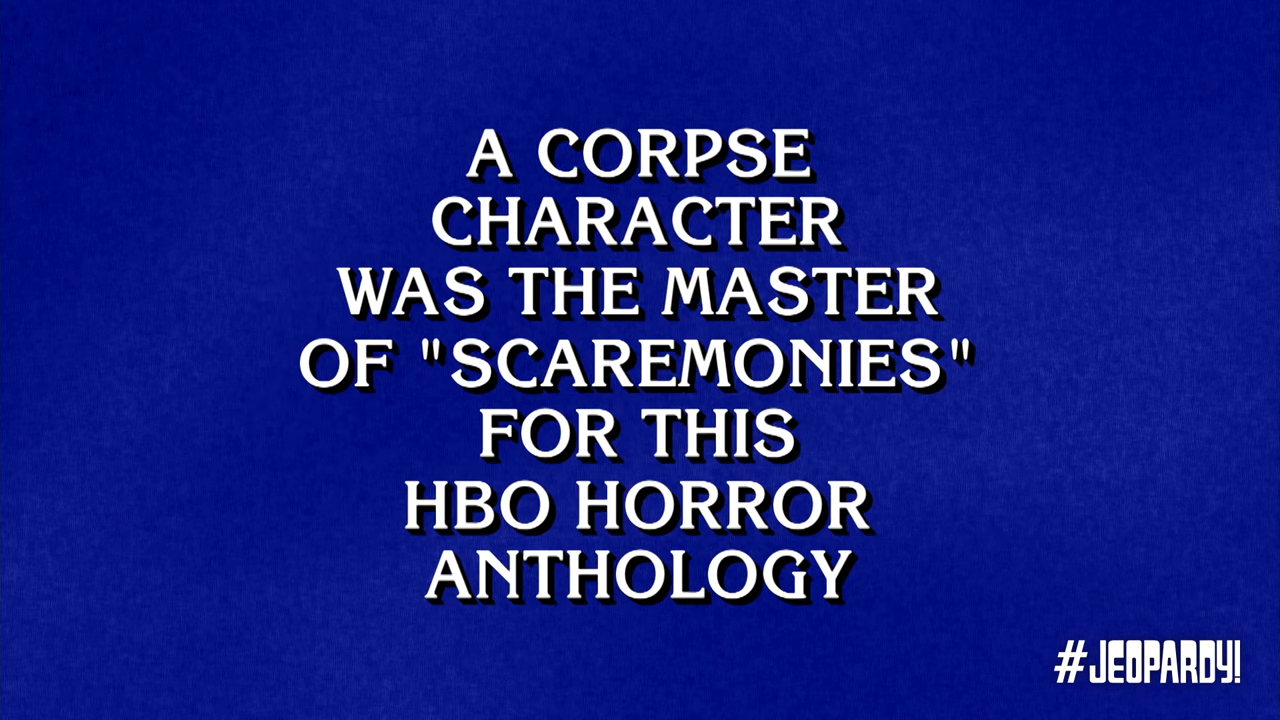 A CORPSE
CHARACTER
WAS THE MASTER
OF "SCAREMONIES"
FOR THIS
HBO HORROR
ANTHOLOGY
#JEOPARDY!